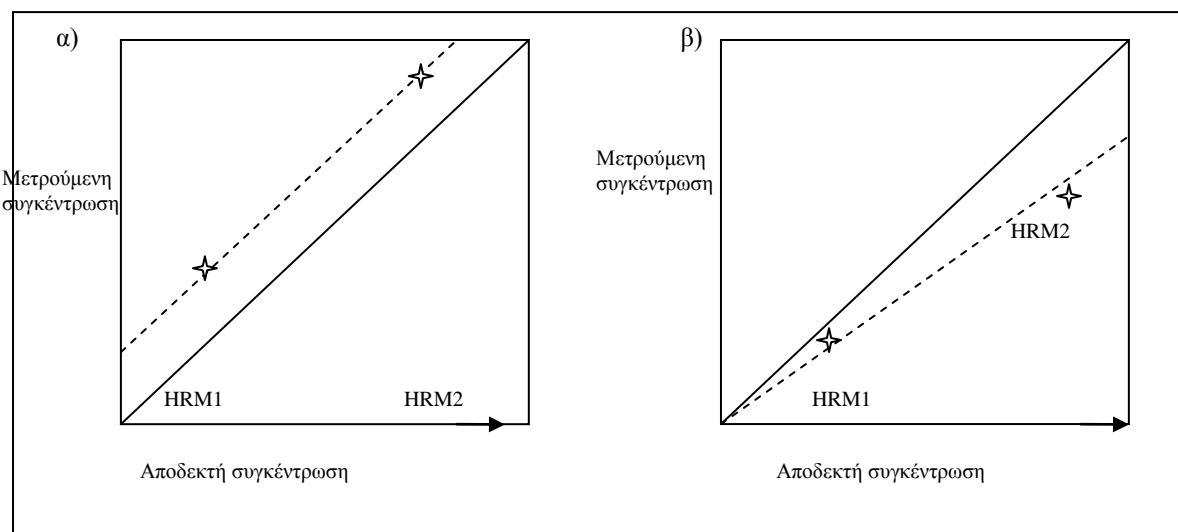 α)
Μετρούμενη
συγκέντρωση
HRM1
HRM2
Αποδεκτή συγκέντρωση
β)
Μετρούμενη
συγκέντρωση
HRM2
HRM1
Αποδεκτή συγκέντρωση